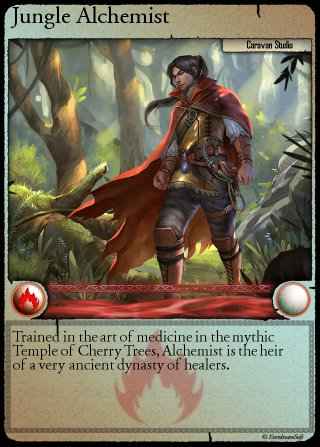 Jungle Alchemist
Caravan Studio
Trained in the art of medicine in the mythic
Temple of Cherry Trees, Alchemist is the heir
of a very ancient dynasty of healers.
© EverdreamSoft